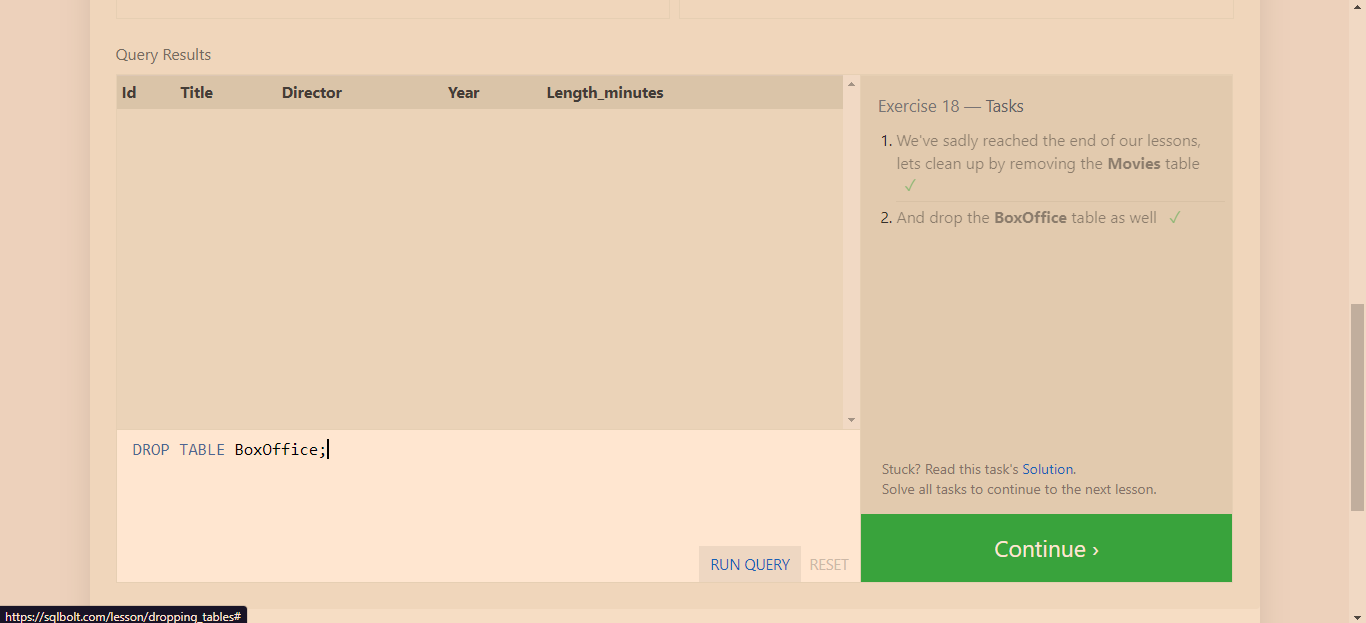 Query Results
Id Title Director Year Length_minutes
Exercise 18 — Tasks
1. We've sadly reached the end of our lessons,
lets clean up by removing the Movies table
✓
2. And drop the BoxOffice table as well ✓
DROP TABLE BoxOffice;
Stuck? Read this task's Solution.
Solve all tasks to continue to the next lesson.
Continue ›
RUN QUERY RESET
https://sqlbolt.com/lesson/dropping_tables#